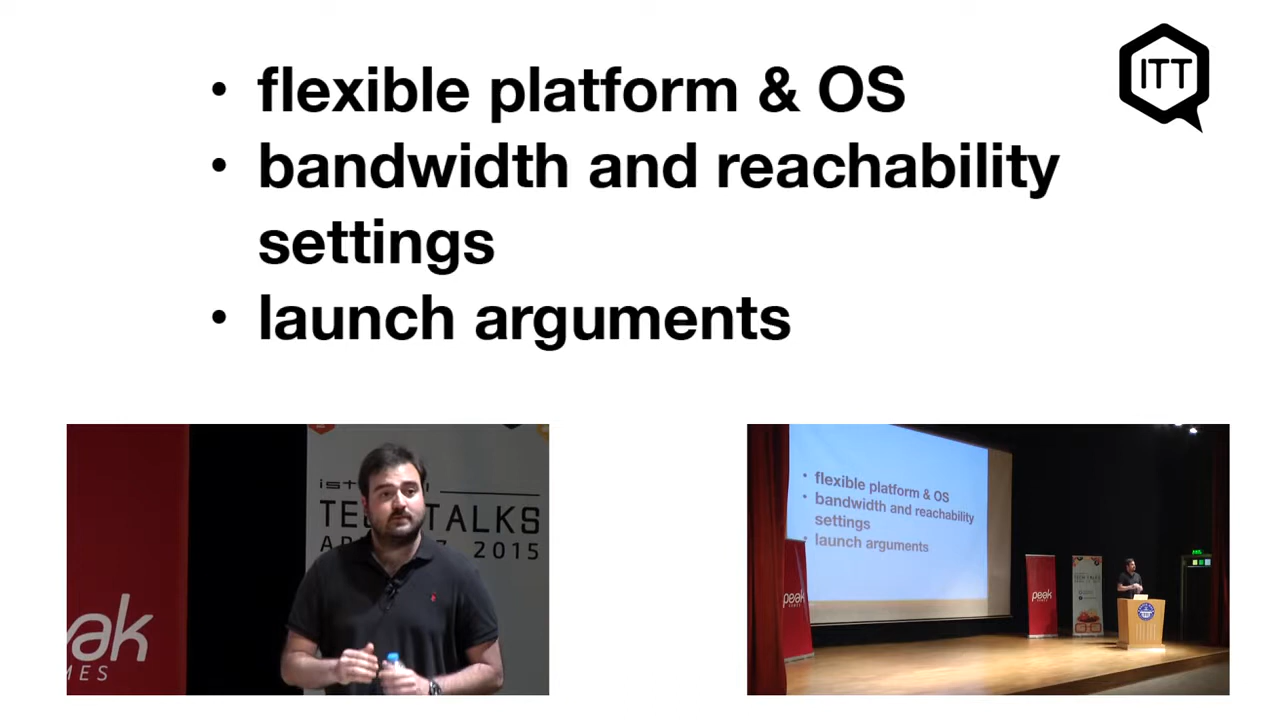 • flexible platform & OS
• bandwidth and reachability
settings
• launch arguments
ITT
TALKS
2015
• flexible platform & OS
• bandwidth and reachability
settings
• launch arguments
peak
peak
TECH TALKS